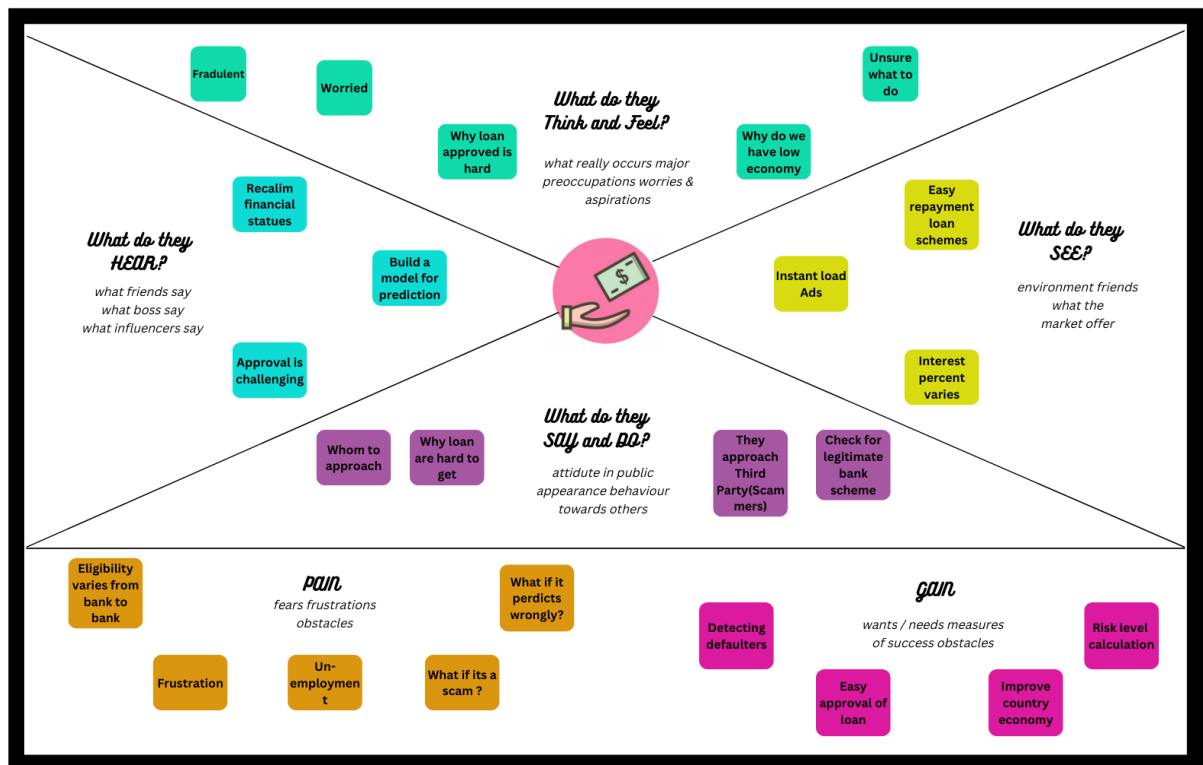 Fradulent
Worried
Why loan
approved is
hard
What do they
Think and Feel?
what really occurs major
preoccupations worries &
aspirations
Why do we
have low
economy
Unsure
what to
do
What do they
HEAR?
what friends say
what boss say
what influencers say
Recalim
financial
statues
Build a
model for
prediction
Approval is
challenging
$
What do they
SEE?
environment friends
what the
market offer
Easy
repayment
loan
schemes
Instant load
Ads
Interest
percent
varies
What do they
SAY and DO?
attidute in public
appearance behaviour
towards others
Whom to
approach
Why loan
are hard to
get
They
approach
Third
Party(Scam
mers)
Check for
legitimate
bank
scheme
PAIN
fears frustrations
obstacles
Eligibility
varies from
bank to
bank
Frustration
Un-
employmen
t
What if its a
scam ?
What if it
perdicts
wrongly?
GAIN
wants / needs measures
of success obstacles
Detecting
defaulters
Easy
approval of
loan
Improve
country
economy
Risk level
calculation